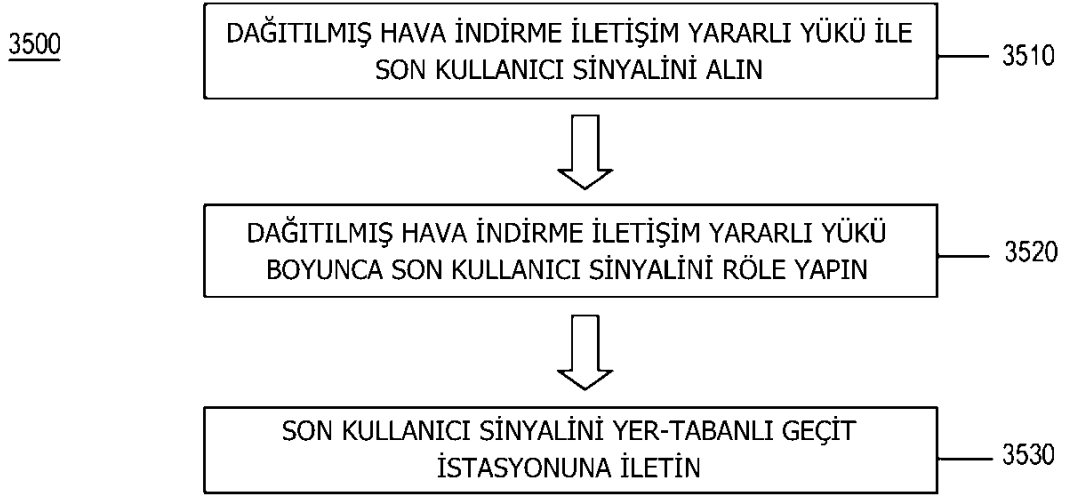 3500
DAĞITILMIŞ HAVA İNDİRME İLETİŞİM YARARLI YÜKÜ İLE
SON KULLANICI SİNYALİNİ ALIN
3510
DAĞITILMIŞ HAVA İNDİRME İLETİŞİM YARARLI YÜKÜ
BOYUNCA SON KULLANICI SİNYALİNİ RÖLE YAPIN
3520
SON KULLANICI SİNYALİNİ YER-TABANLI GEÇİT
İSTASYONUNA İLETİN
3530